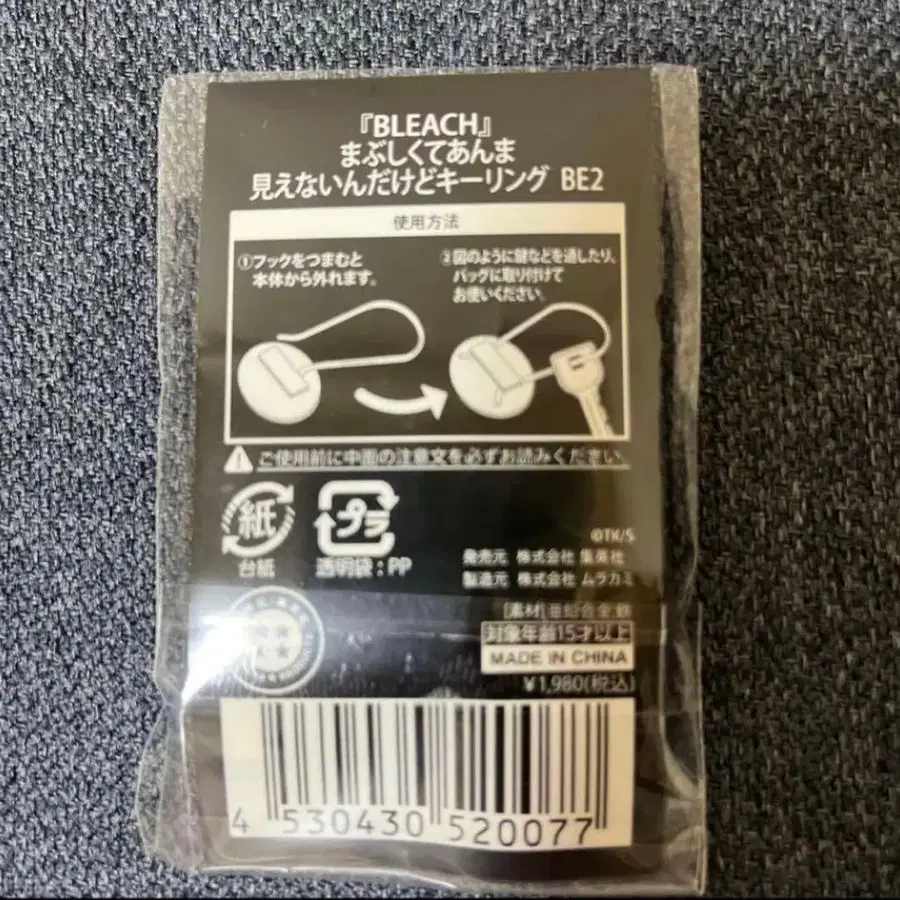 『BLEACH』
まぶしくてあんま
見えないんだけどキーリング BE2
使用方法
①フックをつまむと
本体から外れます。
②図のように鍵などを通したり、
バッグに取り付けて
お使いください。
ご使用前に中面の注意文を必ずお読みください。
紙
台紙
プラ
透明袋:PP
©TK/S
発売元 株式会社 集英社
製造元 株式会社 ムラカミ
[素材]亜鉛合金、鉄
対象年齢15才以上
MADE IN CHINA
¥1,980(税込)
4 530430 520077